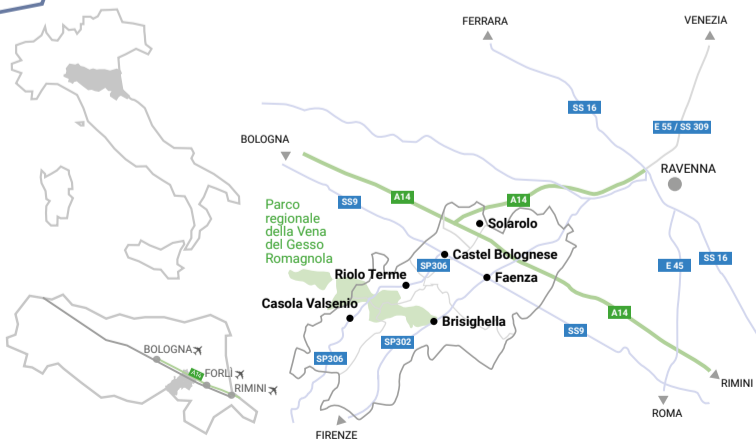 FERRARA
VENEZIA
SS 16
E 55 / SS 309
BOLOGNA
RAVENNA
A14
A14
SS9
Parco
regionale
della Vena
del Gesso
Romagnola
Solarolo
Castel Bolognese
SP306
Riolo Terme
Faenza
E 45
SS 16
Casola Valsenio
Brisighella
A14
SS9
SP306
SP302
BOLOGNA
A14
FORLÌ
RIMINI
RIMINI
ROMA
FIRENZE